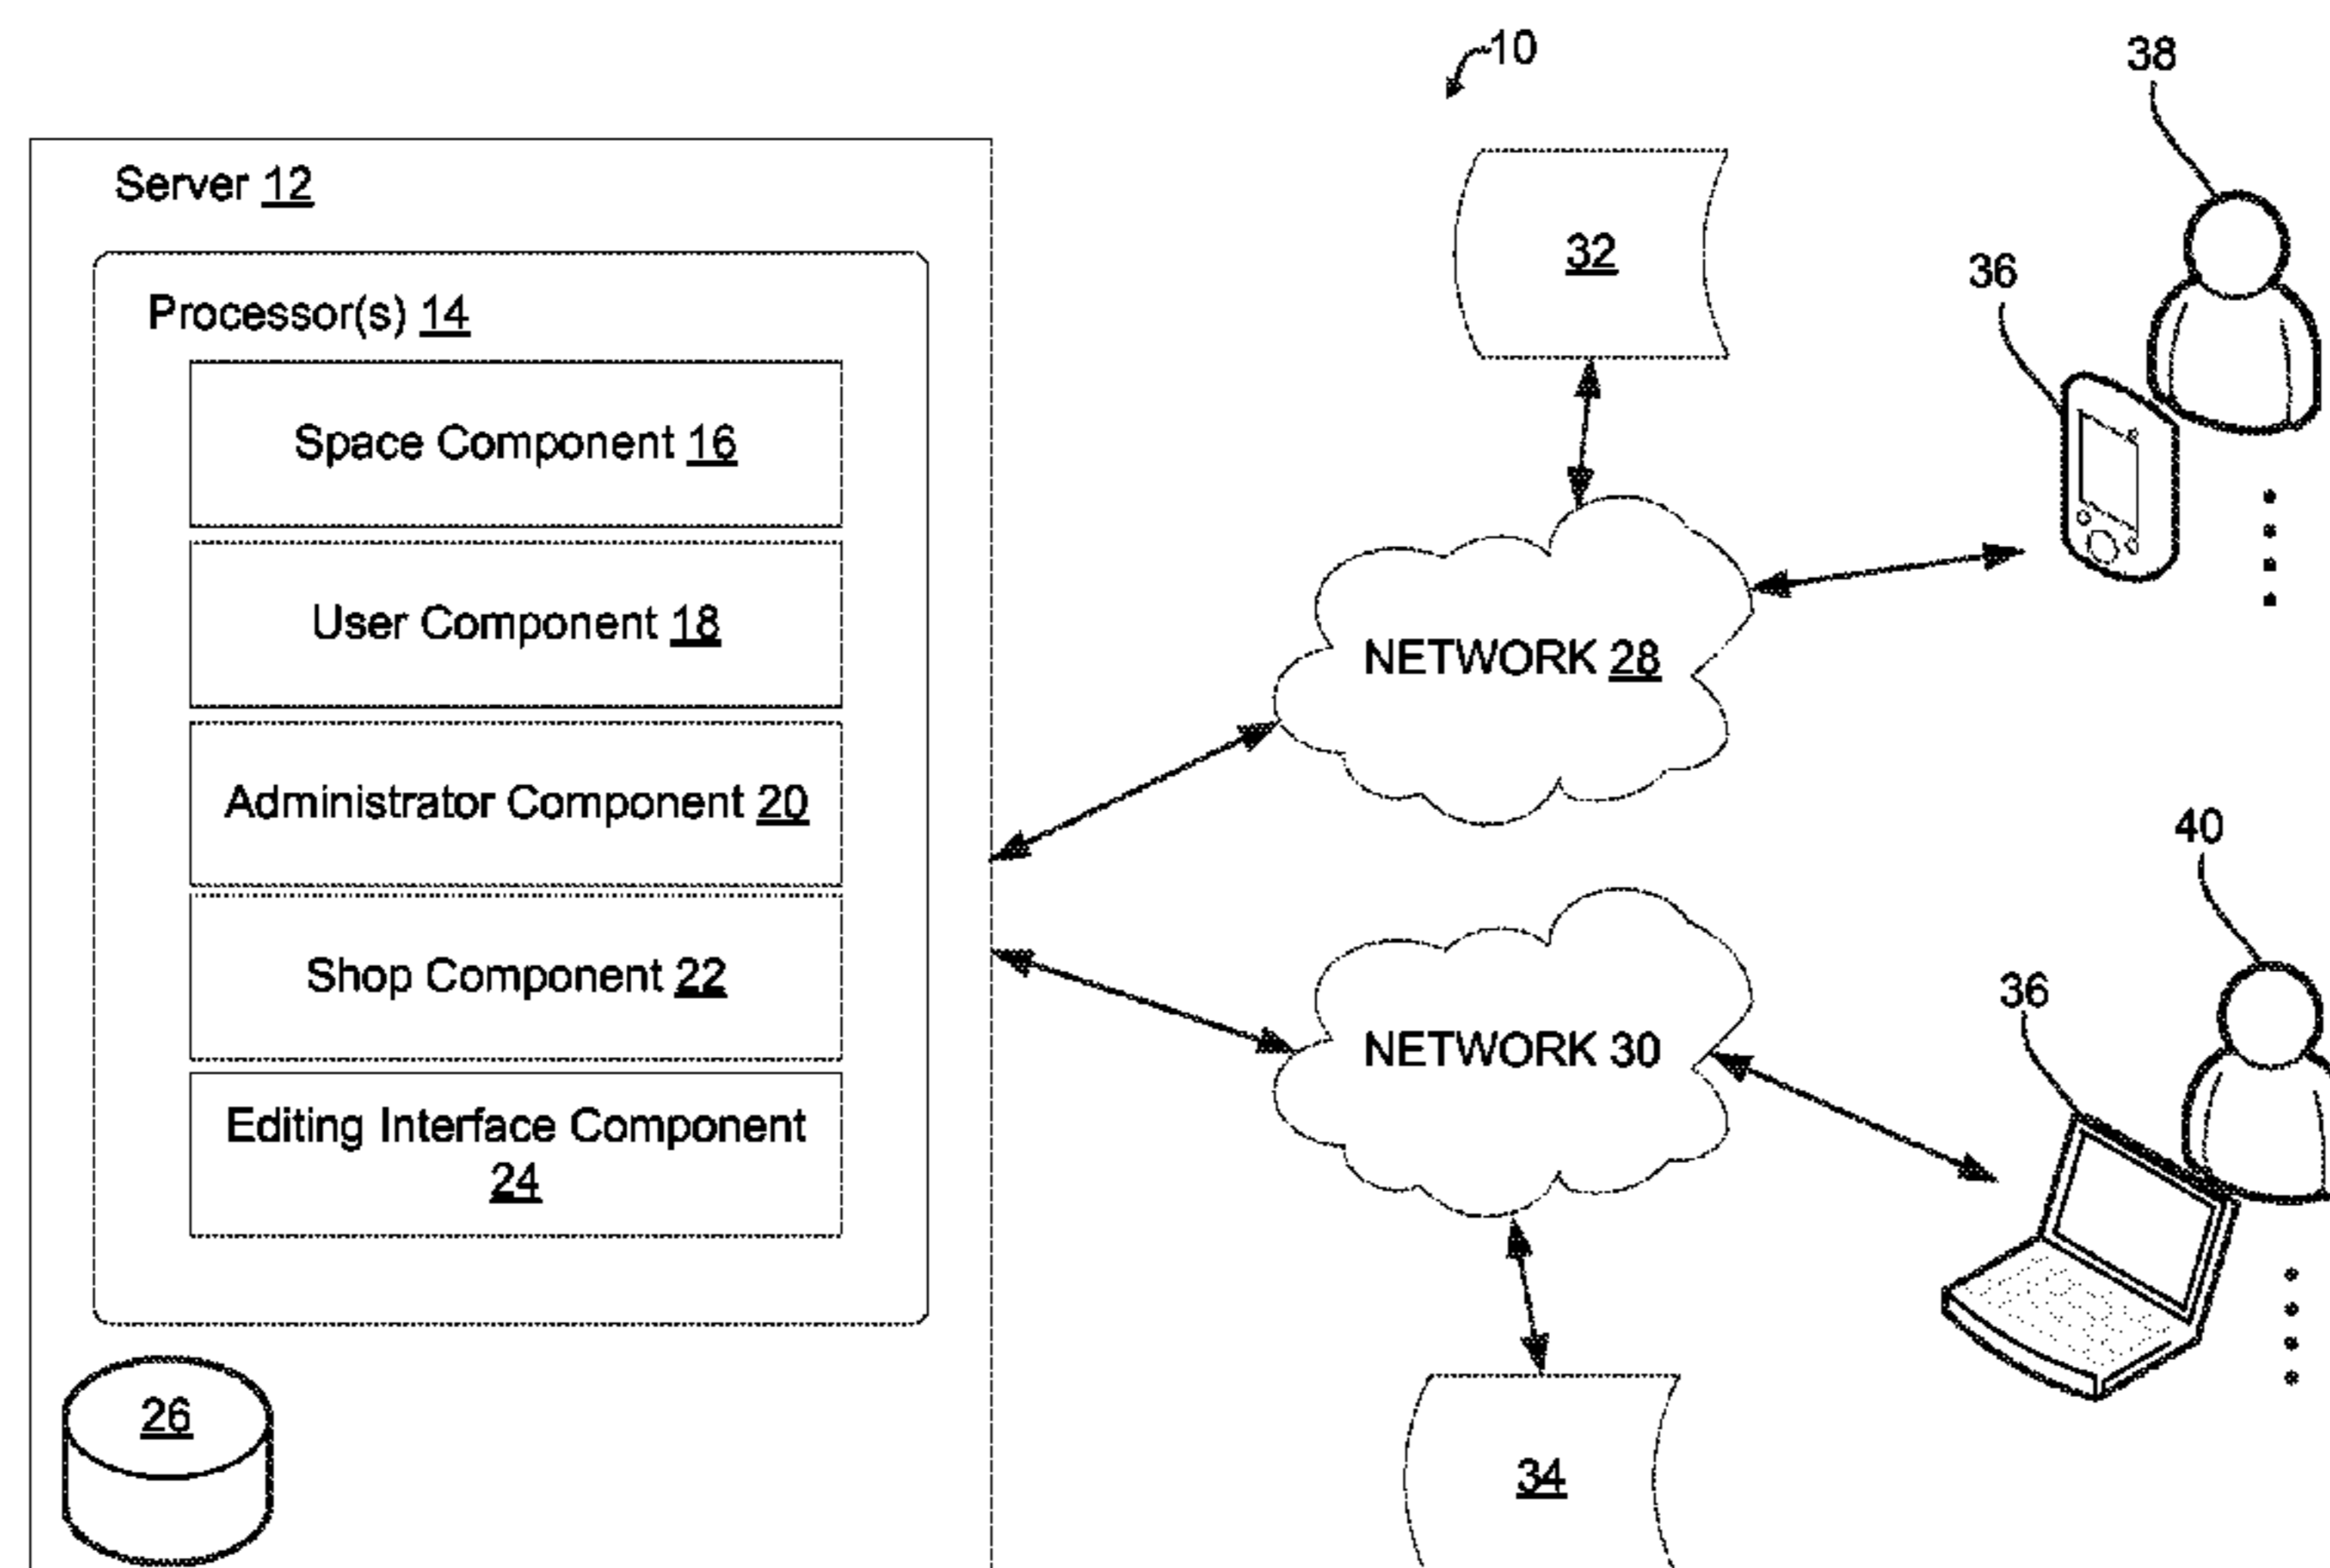 10
38
Server 12
Processor(s) 14
32
36
Space Component 16
User Component 18
NETWORK 28
Administrator Component 20
40
Shop Component 22
36
NETWORK 30
Editing Interface Component
24
26
34